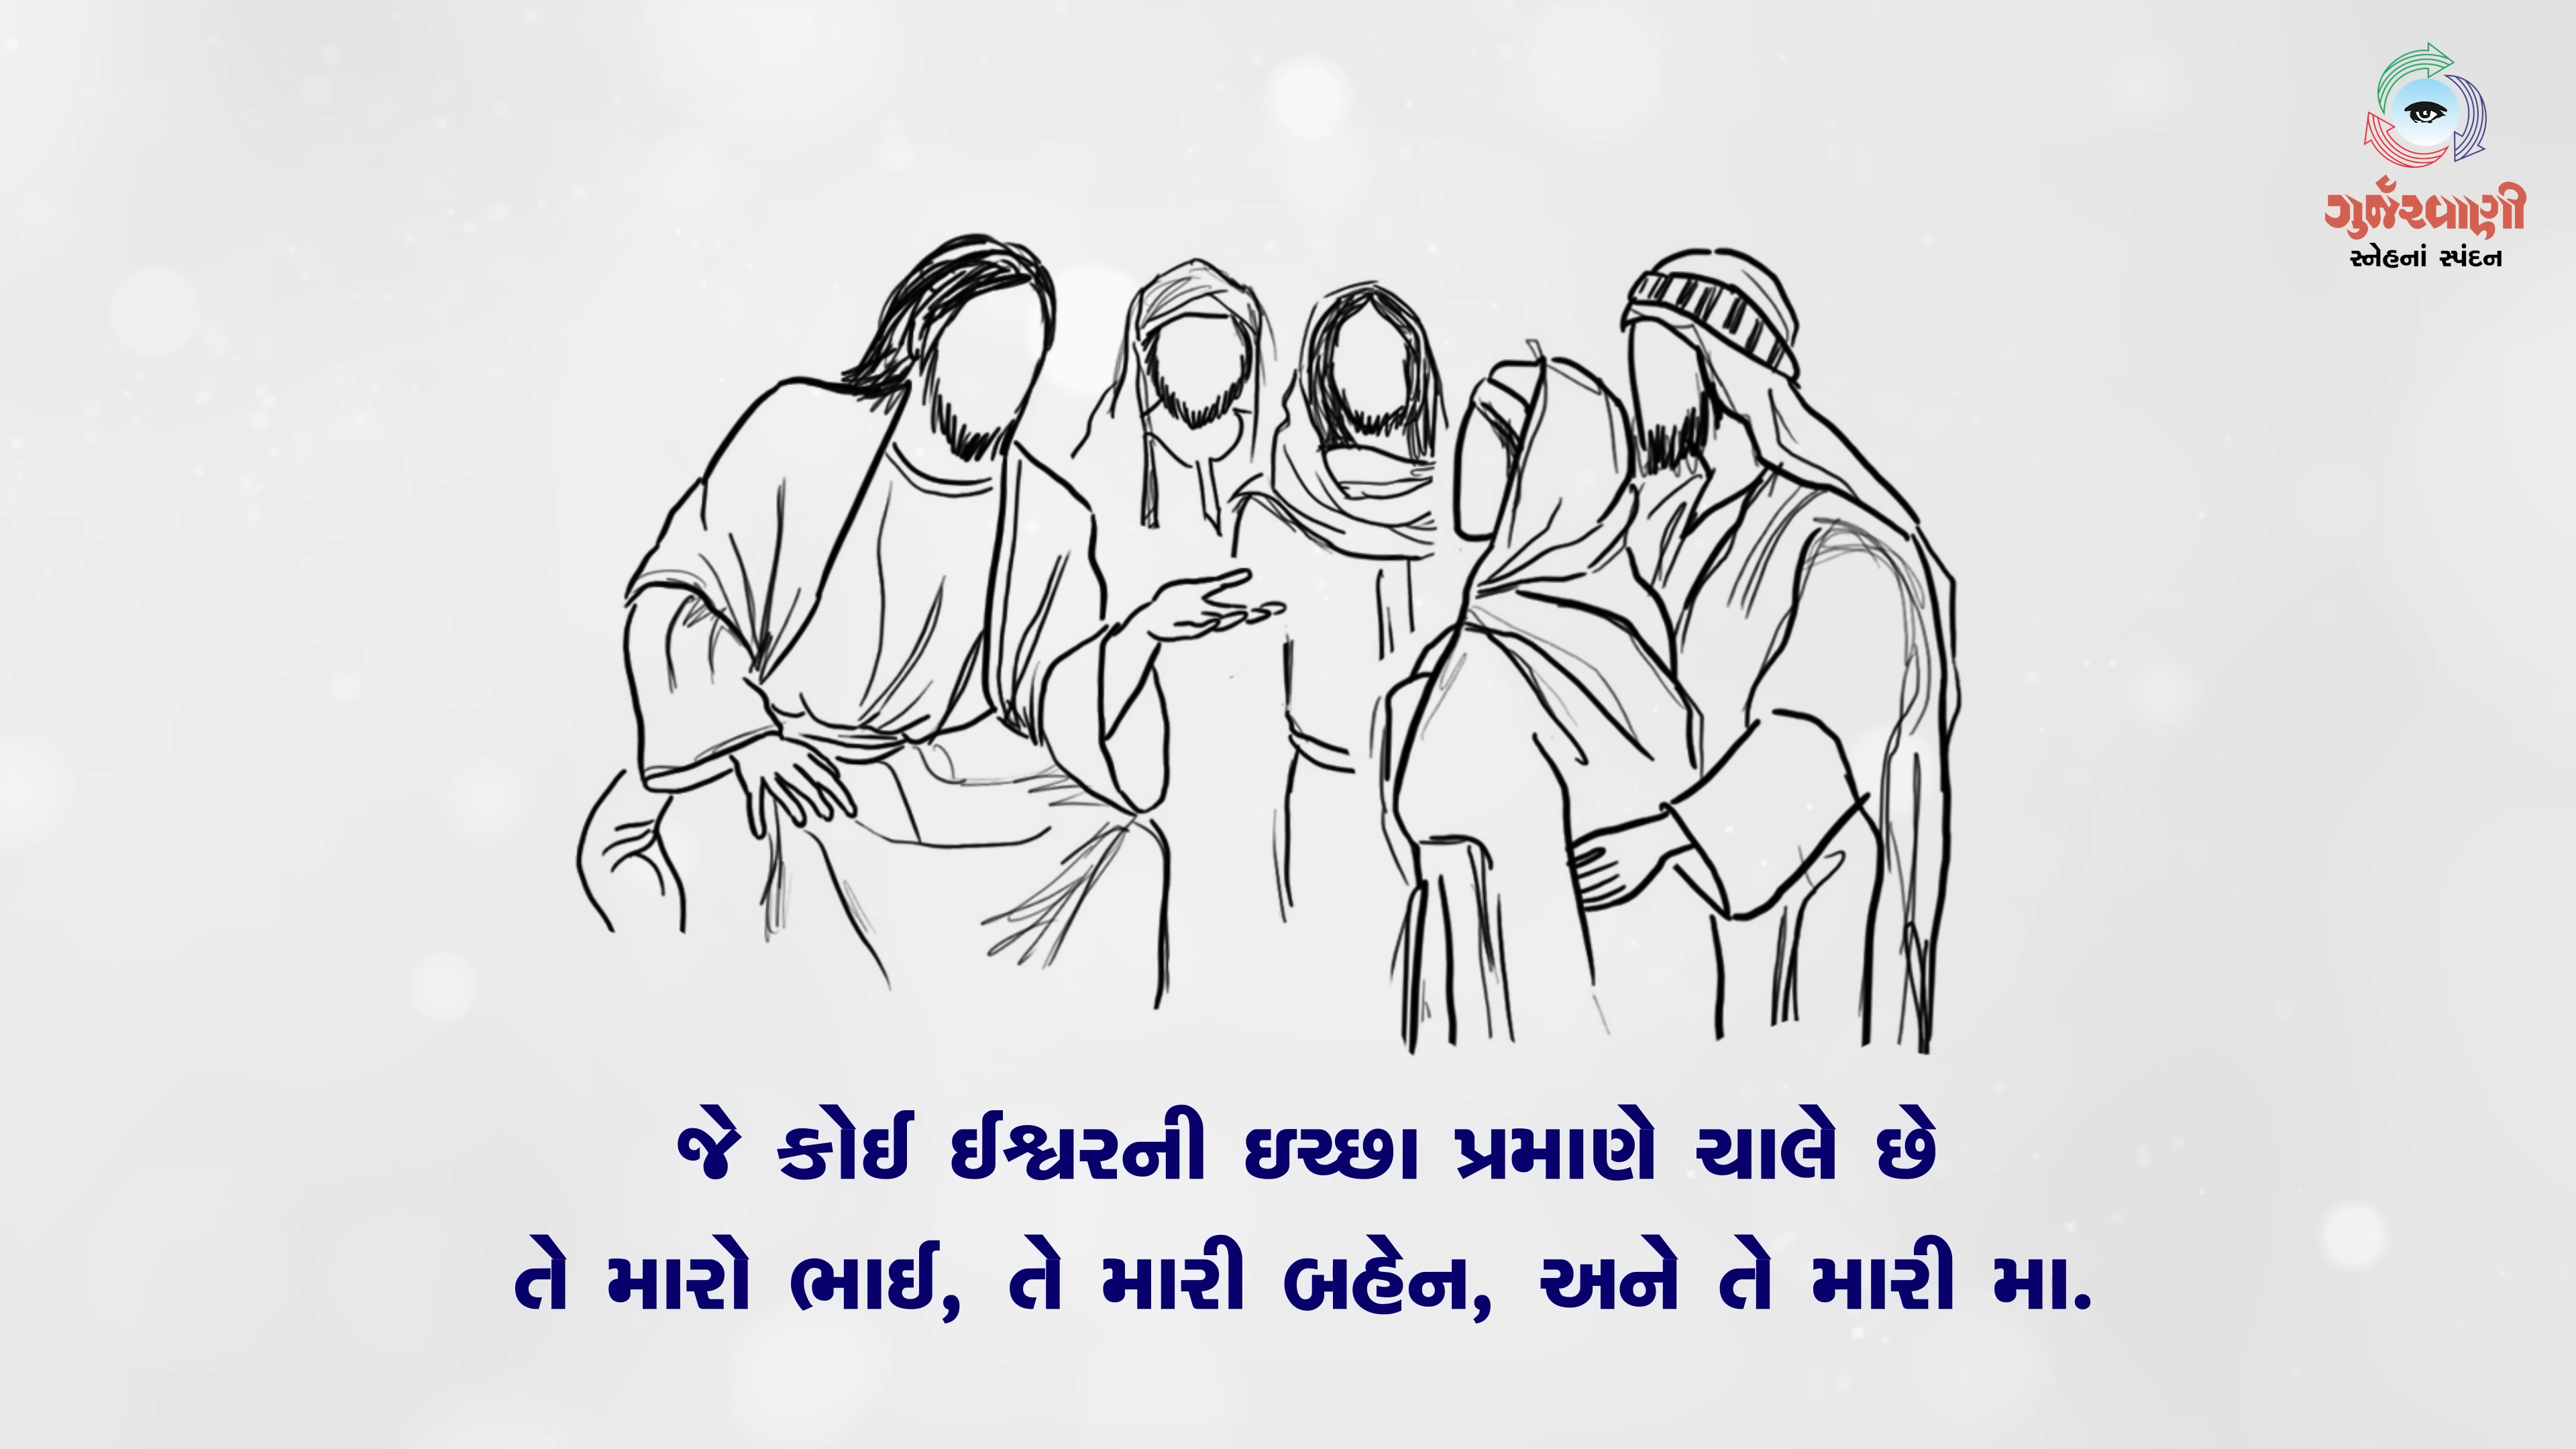 ગુર્જરવાણી
સ્નેહનાં સ્પંદન
જે કોઈ ઈશ્વરની ઇચ્છા પ્રમાણે ચાલે છે
તે મારો ભાઈ, તે મારી બહેન, અને તે મારી મા.